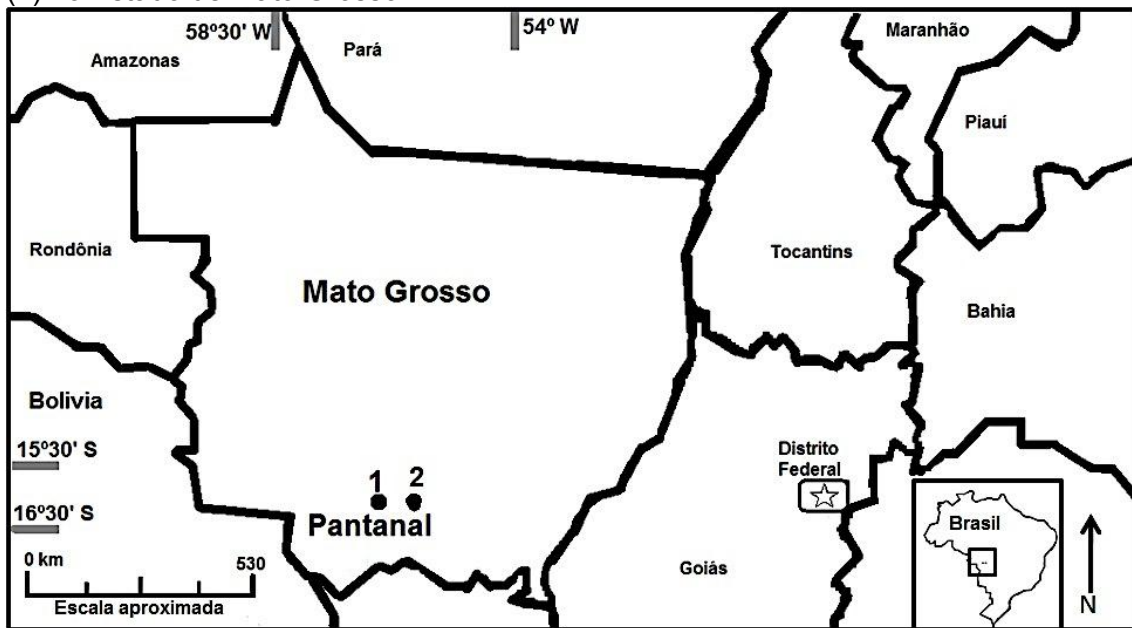 58º30' W
54º W
Maranhão
Amazonas
Pará
Piauí
Rondônia
Tocantins
Mato Grosso
Bahia
Bolivia
15º30' S
Distrito
Federal
1 2
16º30' S
Pantanal
Brasil
0 km 530
Goiás
Escala aproximada
N